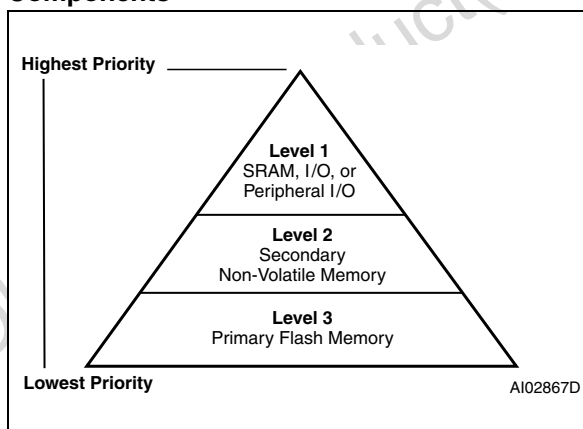 Components
Highest Priority
Level 1
SRAM, I/O, or
Peripheral I/O
Level 2
Secondary
Non-Volatile Memory
Level 3
Primary Flash Memory
Lowest Priority
AI02867D